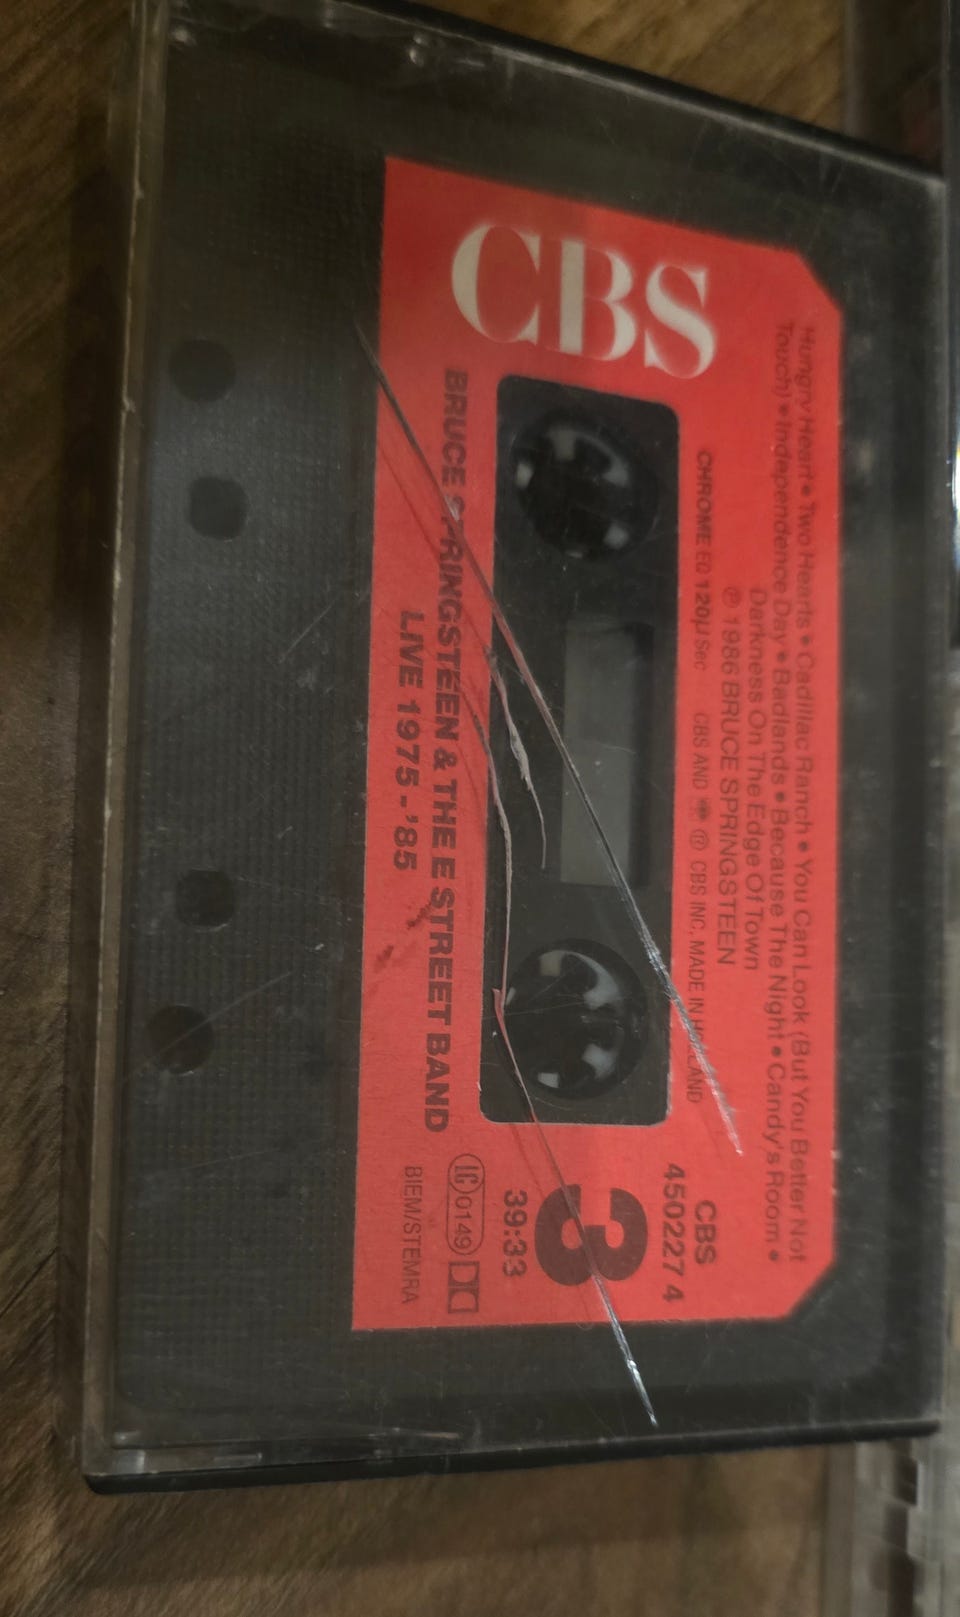 Hungry Heart • Two Hearts • Cadillac Ranch • You Can Look (But You Better Not
Touch) • Independence Day • Badlands • Because The Night • Candy's Room •
Darkness On The Edge Of Town
℗ 1986 BRUCE SPRINGSTEEN
CHROME EQ 120µSec CBS AND ℗ CBS INC, MADE IN HOLLAND
CBS
CBS
450227 4
3
39:33
BRUCE SPRINGSTEEN & THE E STREET BAND
LIVE 1975-'85
LC 0149
BIEM/STEMRA